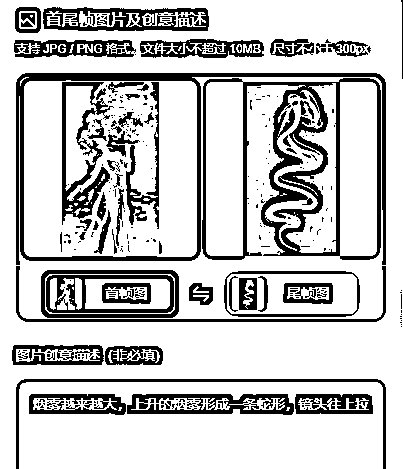 首尾帧图片及创意描述
支持 JPG / PNG 格式，文件大小不超过 10MB，尺寸不小于 300px
首帧图
尾帧图
图片创意描述 (非必填)
烟雾越来越大，上升的烟雾形成一条蛇形，镜头往上拉